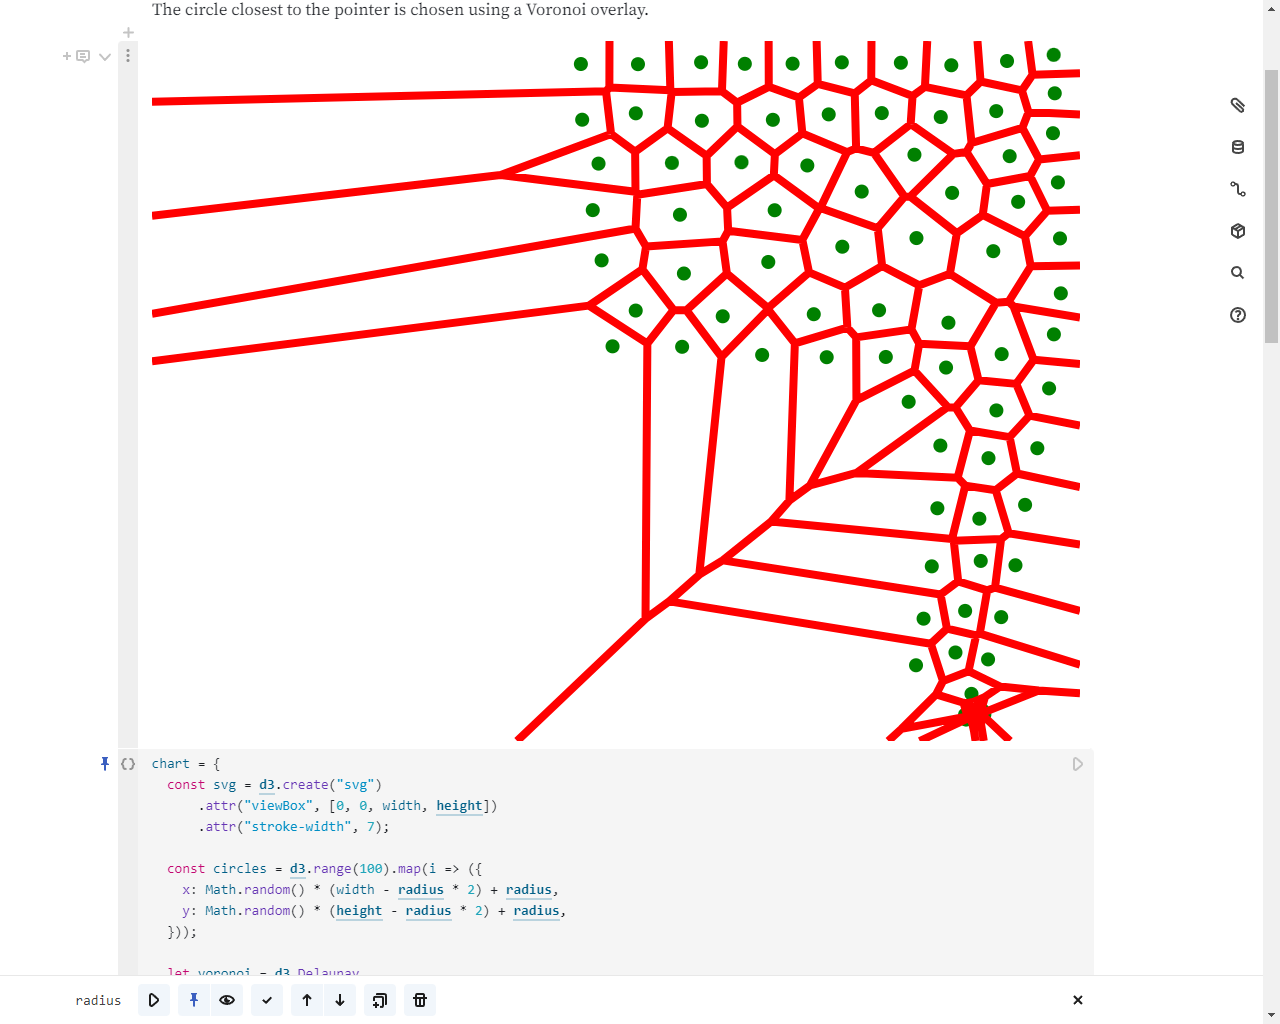 The circle closest to the pointer is chosen using a Voronoi overlay.
chart = {
const svg = d3.create("svg")
.attr("viewBox", [0, 0, width, height])
.attr("stroke-width", 7);
const circles = d3.range(100).map(i => ({
x: Math.random() * (width - radius * 2) + radius,
y: Math.random() * (height - radius * 2) + radius,
}));
let voronoi = d3.Delaunay
radius